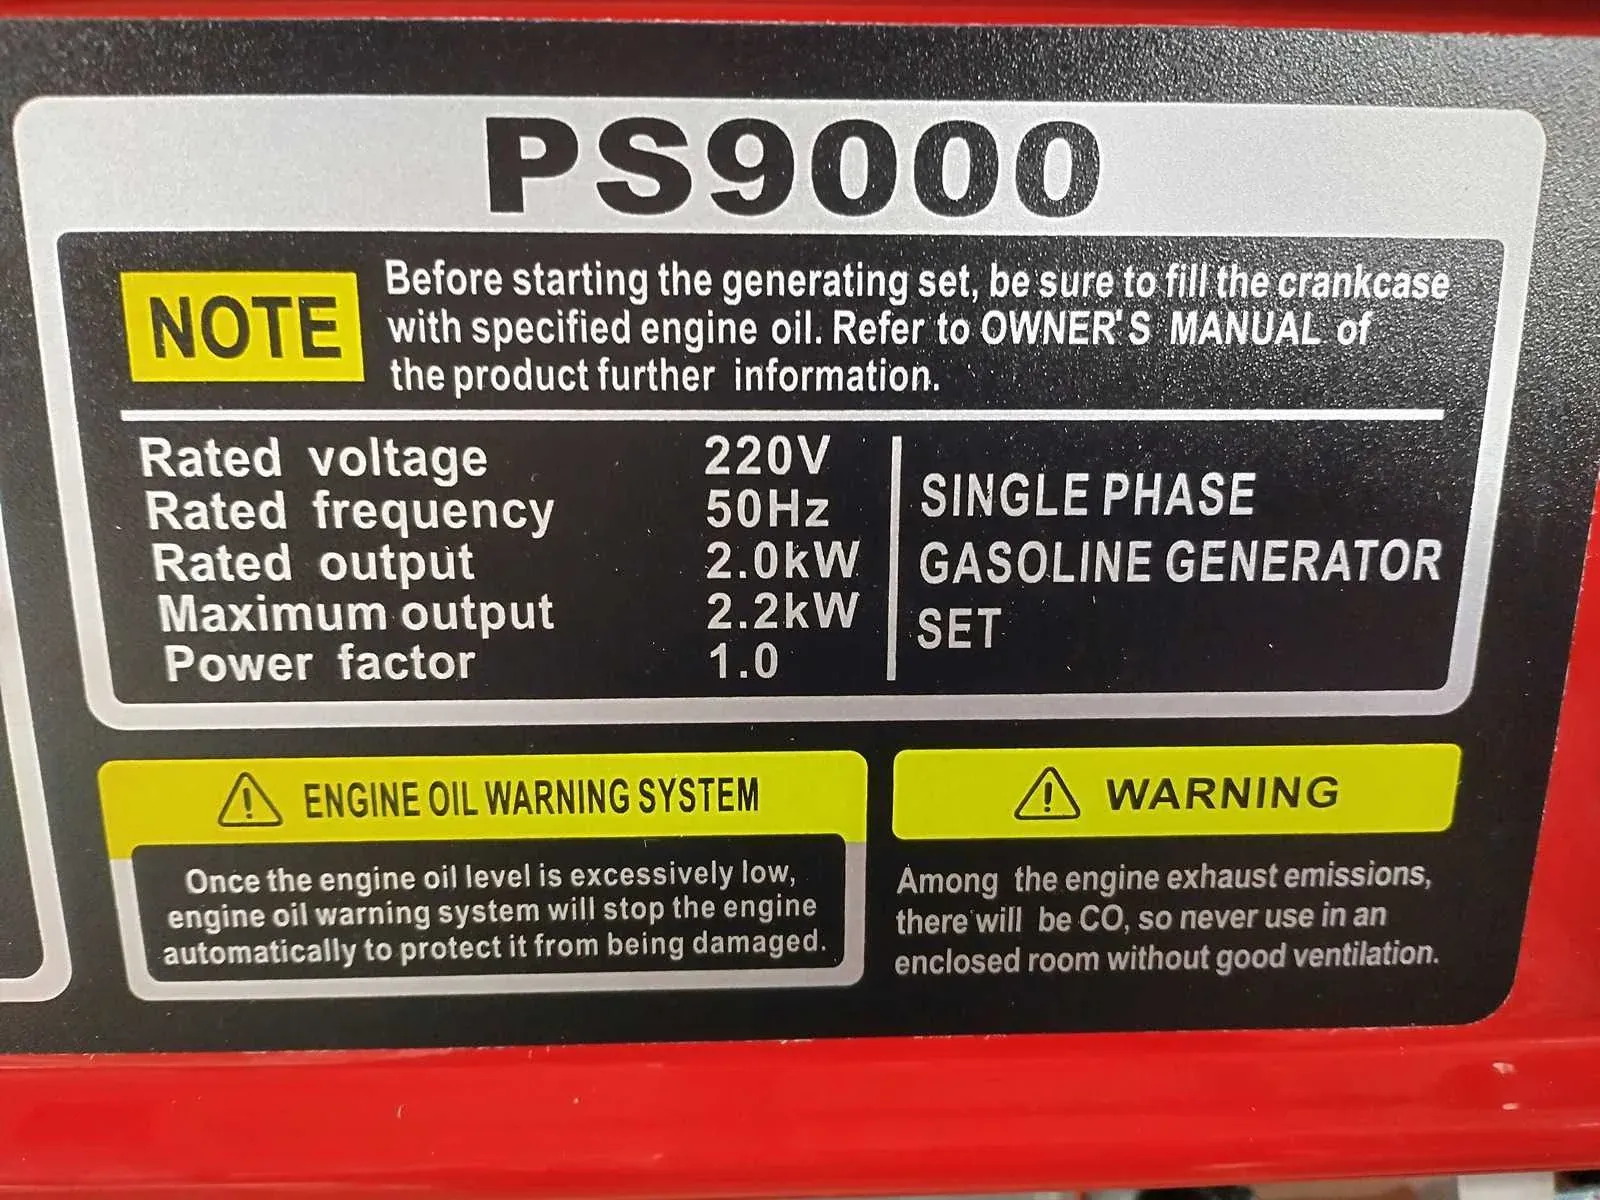 PS9000
NOTE
Before starting the generating set, be sure to fill the crankcase
with specified engine oil. Refer to OWNER'S MANUAL of
the product further information.
Rated voltage 220V
Rated frequency 50Hz
Rated output 2.0kW
Maximum output 2.2kW
Power factor 1.0
SINGLE PHASE
GASOLINE GENERATOR
SET
ENGINE OIL WARNING SYSTEM
Once the engine oil level is excessively low,
engine oil warning system will stop the engine
automatically to protect it from being damaged.
WARNING
Among the engine exhaust emissions,
there will be CO, so never use in an
enclosed room without good ventilation.